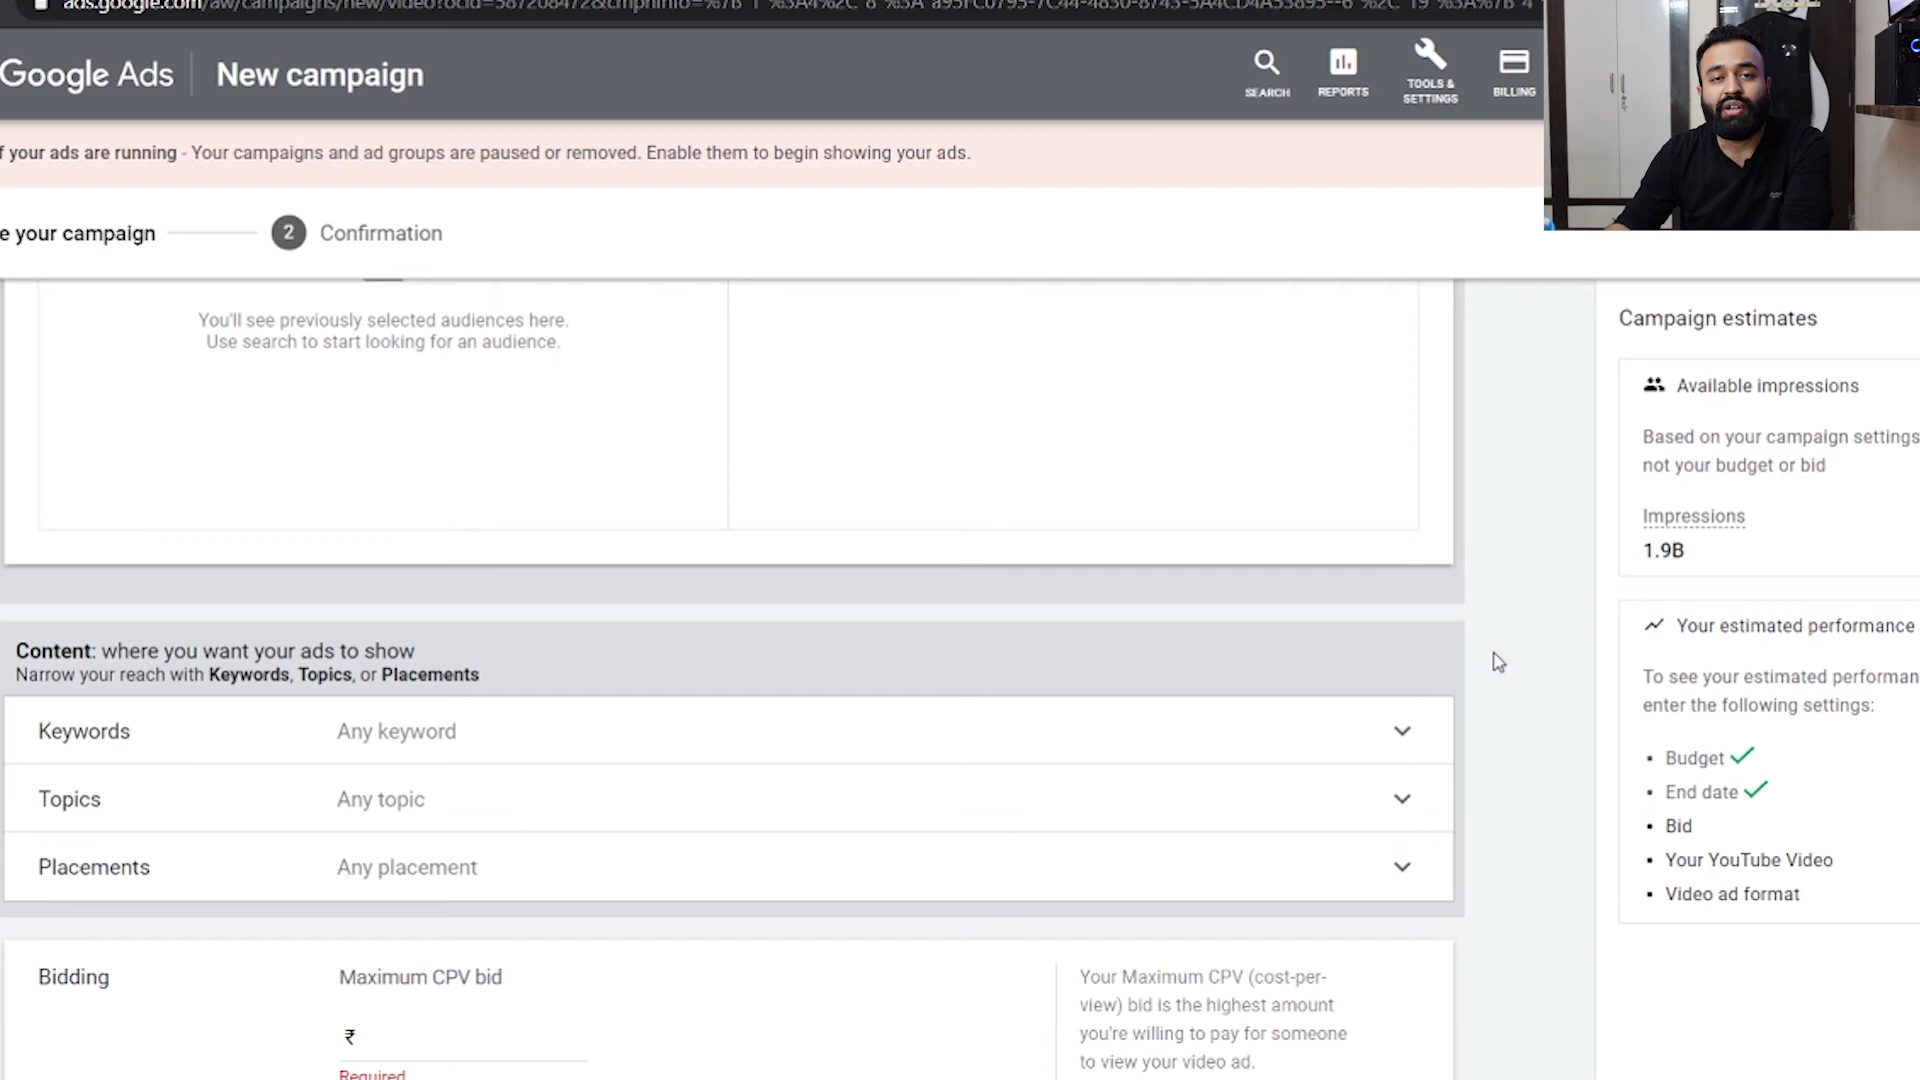 Google Ads
New campaign
SEARCH
REPORTS
TOOLS &
SETTINGS
BILLING
f your ads are running - Your campaigns and ad groups are paused or removed. Enable them to begin showing your ads.
e your campaign
2
Confirmation
You'll see previously selected audiences here.
Use search to start looking for an audience.
Content: where you want your ads to show
Narrow your reach with Keywords, Topics, or Placements
Keywords
Any keyword
Topics
Any topic
Placements
Any placement
Bidding
Maximum CPV bid
₹
Required
Your Maximum CPV (cost-per-
view) bid is the highest amount
you're willing to pay for someone
to view your video ad.
Campaign estimates
Available impressions
Based on your campaign settings
not your budget or bid
Impressions
1.9B
Your estimated performance
To see your estimated performan
enter the following settings:
• Budget
• End date
• Bid
• Your YouTube Video
• Video ad format